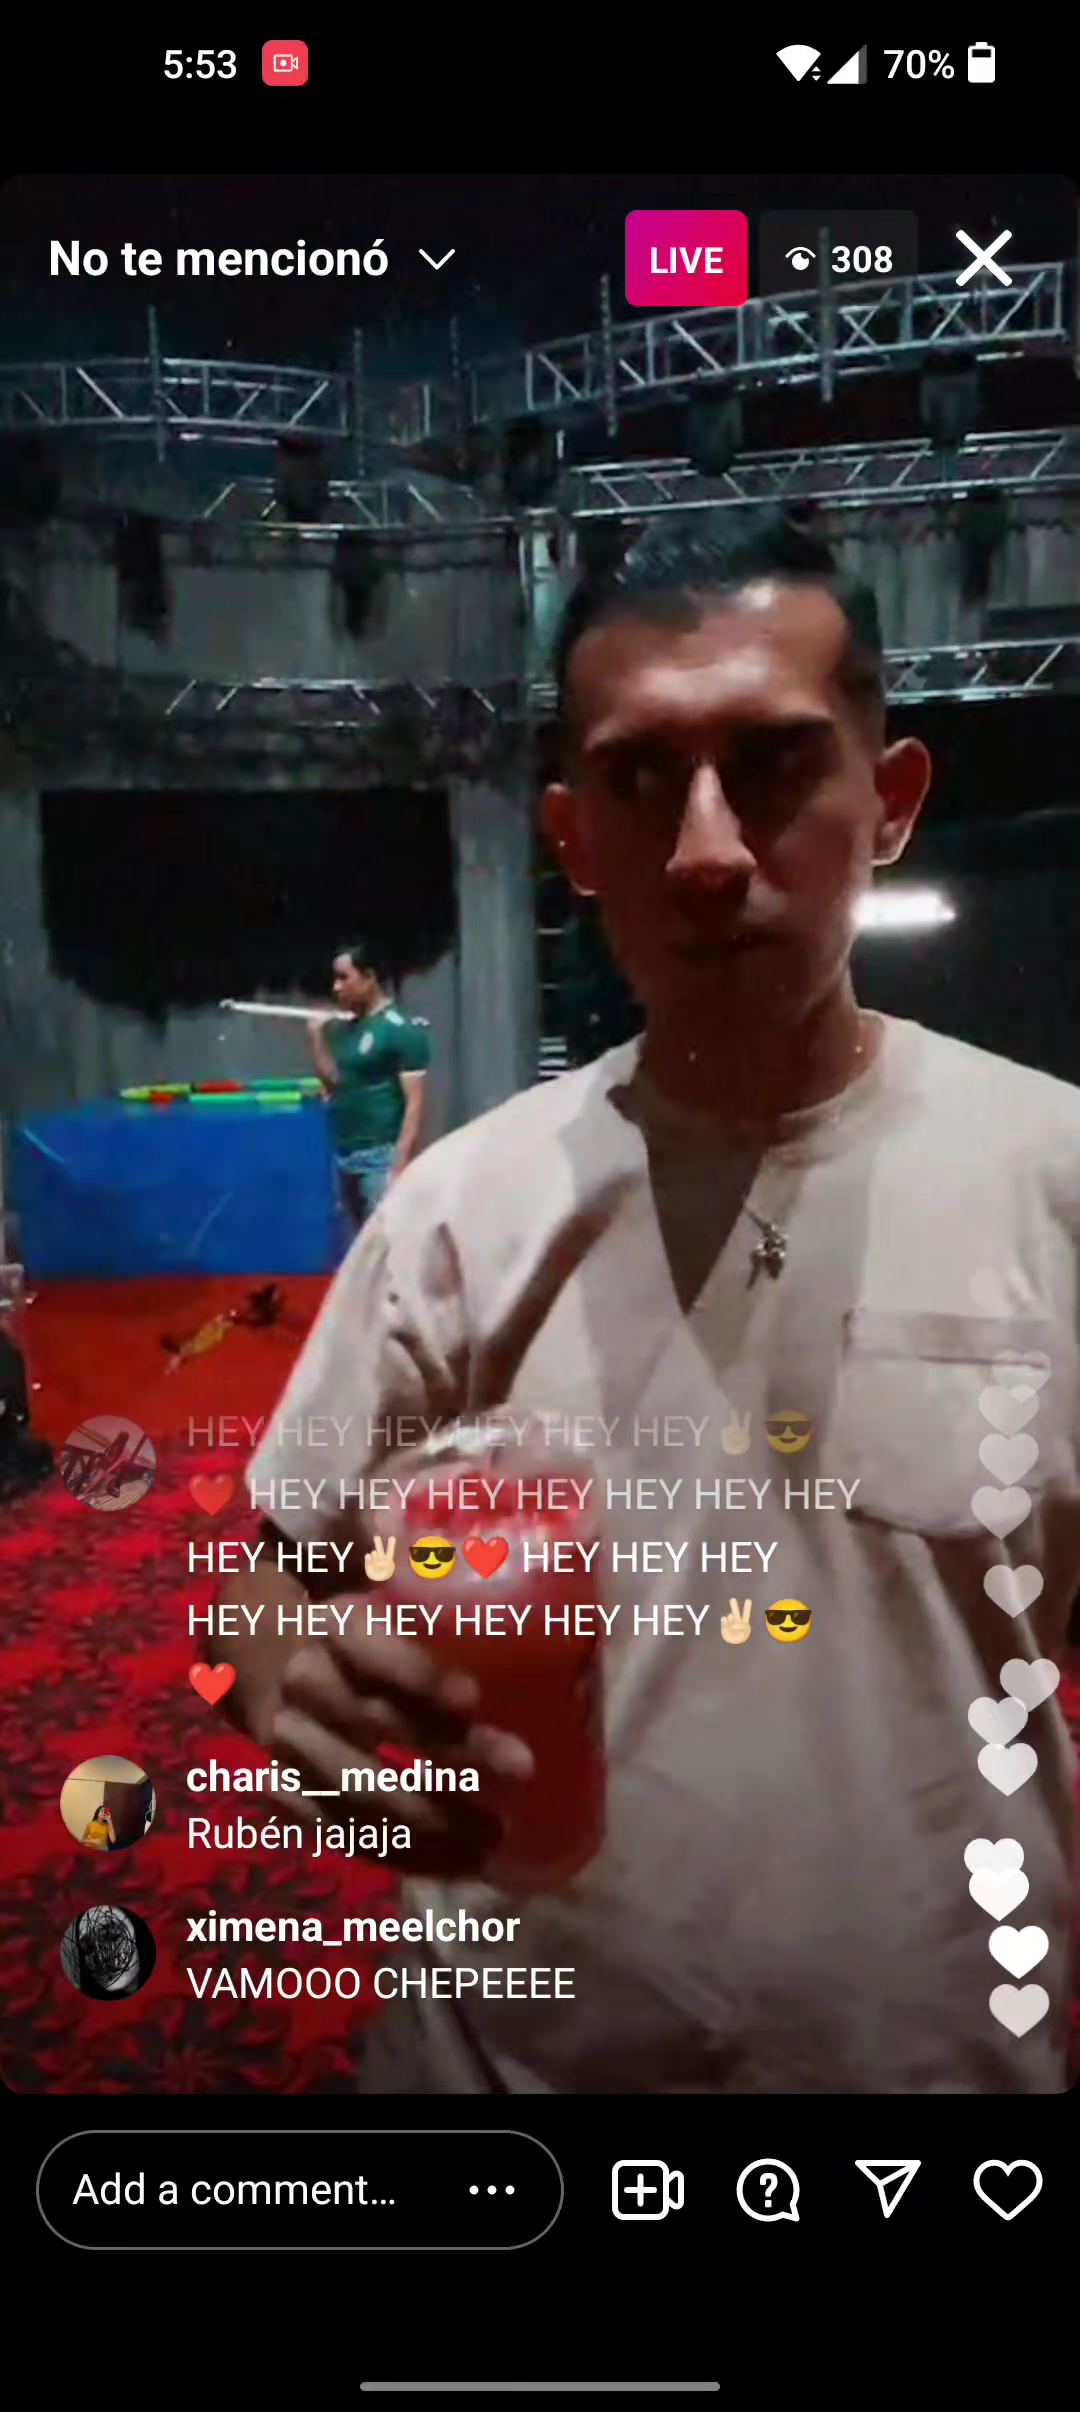 5:53 70%
No te mencionó LIVE 308
HEY HEY HEY HEY HEY HEY✌🏻😎
❤️ HEY HEY HEY HEY HEY HEY HEY
HEY HEY✌🏻😎❤️ HEY HEY HEY
HEY HEY HEY HEY HEY HEY✌🏻😎
❤️
charis__medina
Rubén jajaja
ximena_meelchor
VAMOOO CHEPEEEE
Add a comment...